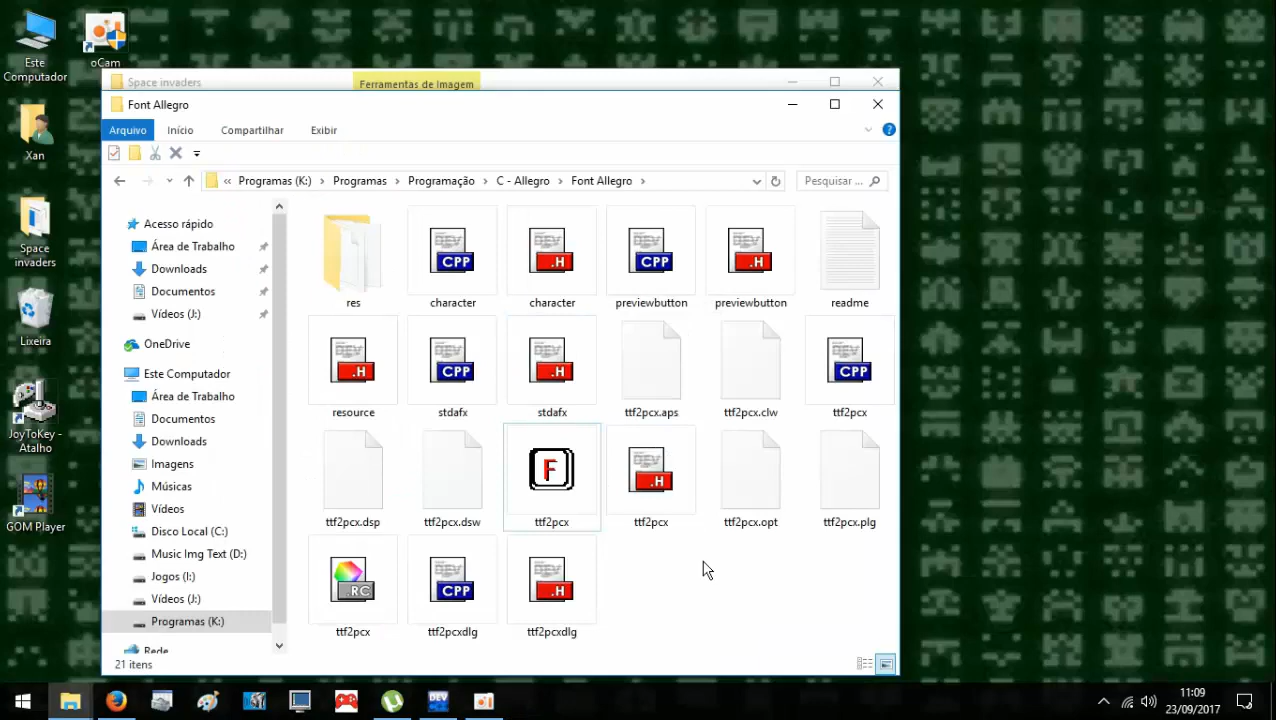 Este
Computador
oCam
Xan
Space
invaders
Lixeira
JoyToKey -
Atalho
GOM Player
Space invaders
Ferramentas de Imagem
Font Allegro
Arquivo
Início
Compartilhar
Exibir
« Programas (K:) › Programas › Programação › C - Allegro › Font Allegro ›
Pesquisar ...
Acesso rápido
Área de Trabalho
Downloads
Documentos
Vídeos (J:)
OneDrive
Este Computador
Área de Trabalho
Documentos
Downloads
Imagens
Músicas
Vídeos
Disco Local (C:)
Music Img Text (D:)
Jogos (I:)
Vídeos (J:)
Programas (K:)
Rede
res
character
character
previewbutton
previewbutton
readme
resource
stdafx
stdafx
ttf2pcx.aps
ttf2pcx.clw
ttf2pcx
ttf2pcx.dsp
ttf2pcx.dsw
ttf2pcx
ttf2pcx
ttf2pcx.opt
ttf2pcx.plg
ttf2pcx
ttf2pcxdlg
ttf2pcxdlg
21 itens
11:09
23/09/2017